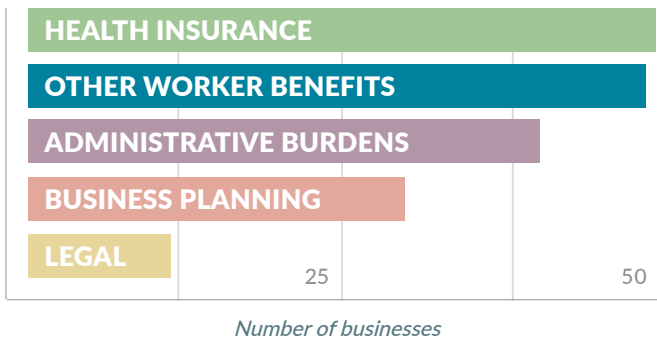 HEALTH INSURANCE
OTHER WORKER BENEFITS
ADMINISTRATIVE BURDENS
BUSINESS PLANNING
LEGAL
25 50
Number of businesses